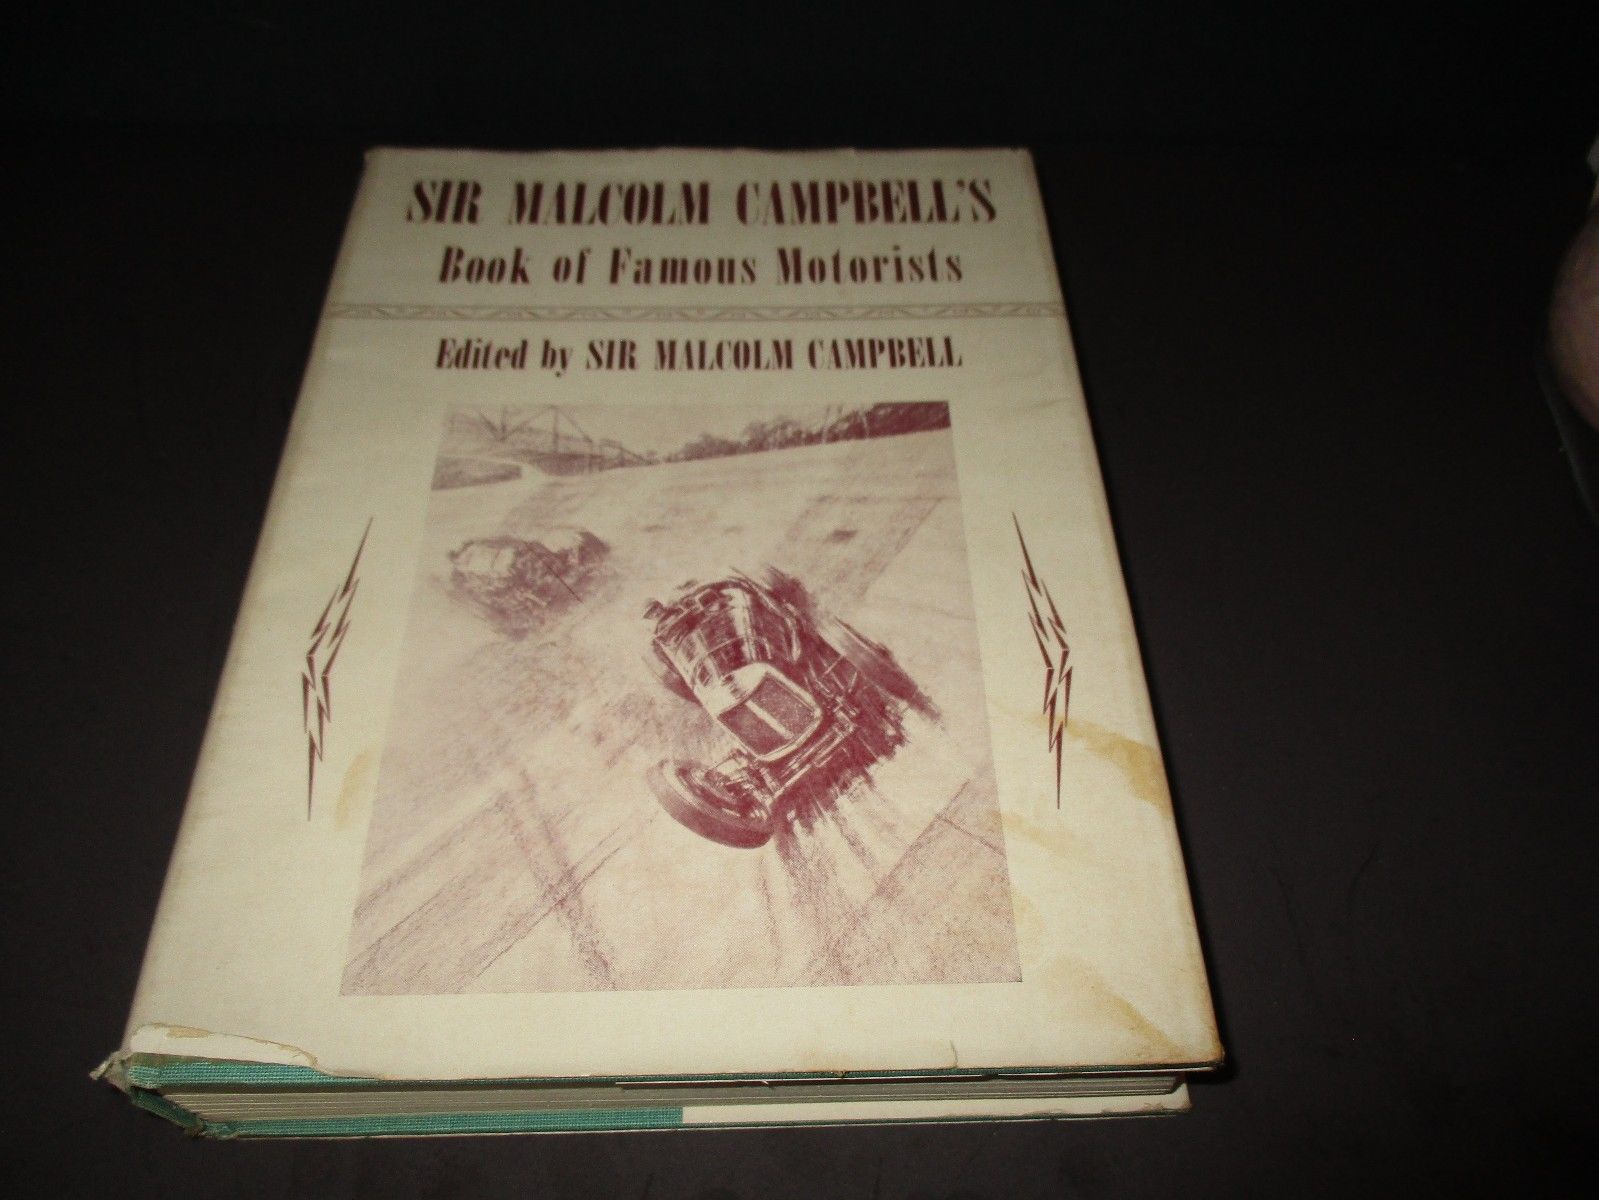 SIR MALCOLM CAMPBELL'S
Book of Famous Motorists
Edited by SIR MALCOLM CAMPBELL